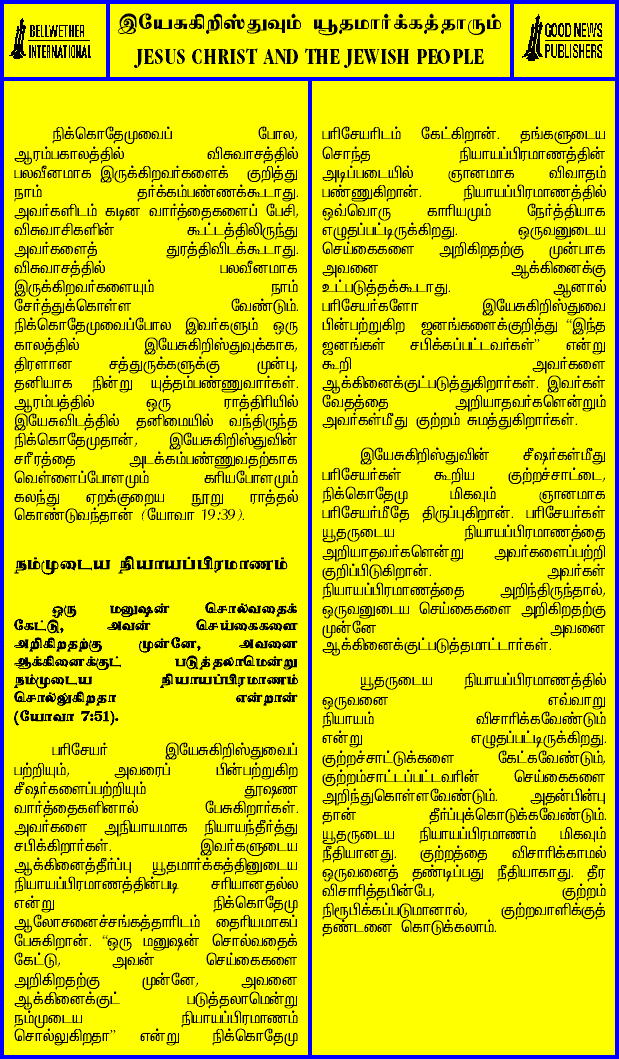 BELLWETHER
INTERNATIONAL
இயேசுகிறிஸ்துவும் யூதமார்க்கத்தாரும்
JESUS CHRIST AND THE JEWISH PEOPLE
GOOD NEWS
PUBLISHERS
நிக்கொதேமுவைப் போல,
ஆரம்பகாலத்தில் விசுவாசத்தில்
பலவீனமாக இருக்கிறவர்களைக் குறித்து
நாம் தர்க்கம்பண்ணக்கூடாது.
அவர்களிடம் கடின வார்த்தைகளைப் பேசி,
விசுவாசிகளின் கூட்டத்திலிருந்து
அவர்களைத் துரத்திவிடக்கூடாது.
விசுவாசத்தில் பலவீனமாக
இருக்கிறவர்களையும் நாம்
சேர்த்துக்கொள்ள வேண்டும்.
நிக்கொதேமுவைப்போல இவர்களும் ஒரு
காலத்தில் இயேசுகிறிஸ்துவுக்காக,
திரளான சத்துருக்களுக்கு முன்பு,
தனியாக நின்று யுத்தம்பண்ணுவார்கள்.
ஆரம்பத்தில் ஒரு ராத்திரியில்
இயேசுவிடத்தில் தனிமையில் வந்திருந்த
நிக்கொதேமுதான், இயேசுகிறிஸ்துவின்
சரீரத்தை அடக்கம்பண்ணுவதற்காக
வெள்ளைப்போளமும் கரியபோளமும்
கலந்து ஏறக்குறைய நூறு ராத்தல்
கொண்டுவந்தான் (யோவா 19:39).
நம்முடைய நியாயப்பிரமாணம்
ஒரு மனுஷன் சொல்வதைக்
கேட்டு, அவன் செய்கைகளை
அறிகிறதற்கு முன்னே, அவனை
ஆக்கினைக்குட் படுத்தலாமென்று
நம்முடைய நியாயப்பிரமாணம்
சொல்லுகிறதா என்றான்
(யோவா 7:51).
பரிசேயர் இயேசுகிறிஸ்துவைப்
பற்றியும், அவரைப் பின்பற்றுகிற
சீஷர்களைப்பற்றியும் தூஷண
வார்த்தைகளினால் பேசுகிறார்கள்.
அவர்களை அநியாயமாக நியாயந்தீர்த்து
சபிக்கிறார்கள். இவர்களுடைய
ஆக்கினைத்தீர்ப்பு யூதமார்க்கத்தினுடைய
நியாயப்பிரமாணத்தின்படி சரியானதல்ல
என்று நிக்கொதேமு
ஆலோசனைச்சங்கத்தாரிடம் தைரியமாகப்
பேசுகிறான். “ஒரு மனுஷன் சொல்வதைக்
கேட்டு, அவன் செய்கைகளை
அறிகிறதற்கு முன்னே, அவனை
ஆக்கினைக்குட் படுத்தலாமென்று
நம்முடைய நியாயப்பிரமாணம்
சொல்லுகிறதா” என்று நிக்கொதேமு
பரிசேயரிடம் கேட்கிறான். தங்களுடைய
சொந்த நியாயப்பிரமாணத்தின்
அடிப்படையில் ஞானமாக விவாதம்
பண்ணுகிறான். நியாயப்பிரமாணத்தில்
ஒவ்வொரு காரியமும் நேர்த்தியாக
எழுதப்பட்டிருக்கிறது. ஒருவனுடைய
செய்கைகளை அறிகிறதற்கு முன்பாக
அவனை ஆக்கினைக்கு
உட்படுத்தக்கூடாது. ஆனால்
பரிசேயர்களோ இயேசுகிறிஸ்துவை
பின்பற்றுகிற ஜனங்களைக்குறித்து “இந்த
ஜனங்கள் சபிக்கப்பட்டவர்கள்” என்று
கூறி அவர்களை
ஆக்கினைக்குட்படுத்துகிறார்கள். இவர்கள்
வேதத்தை அறியாதவர்களென்றும்
அவர்கள்மீது குற்றம் சுமத்துகிறார்கள்.
இயேசுகிறிஸ்துவின் சீஷர்கள்மீது
பரிசேயர்கள் கூறிய குற்றச்சாட்டை,
நிக்கொதேமு மிகவும் ஞானமாக
பரிசேயர்மீதே திருப்புகிறான். பரிசேயர்கள்
யூதருடைய நியாயப்பிரமாணத்தை
அறியாதவர்களென்று அவர்களைப்பற்றி
குறிப்பிடுகிறான். அவர்கள்
நியாயப்பிரமாணத்தை அறிந்திருந்தால்,
ஒருவனுடைய செய்கைகளை அறிகிறதற்கு
முன்னே அவனை
ஆக்கினைக்குட்படுத்தமாட்டார்கள்.
யூதருடைய நியாயப்பிரமாணத்தில்
ஒருவனை எவ்வாறு
நியாயம் விசாரிக்கவேண்டும்
என்று எழுதப்பட்டிருக்கிறது.
குற்றச்சாட்டுக்களை கேட்கவேண்டும்,
குற்றம்சாட்டப்பட்டவரின் செய்கைகளை
அறிந்துகொள்ளவேண்டும். அதன்பின்பு
தான் தீர்ப்புக்கொடுக்கவேண்டும்.
யூதருடைய நியாயப்பிரமாணம் மிகவும்
நீதியானது. குற்றத்தை விசாரிக்காமல்
ஒருவனைத் தண்டிப்பது நீதியாகாது. தீர
விசாரித்தபின்பே, குற்றம்
நிரூபிக்கப்படுமானால், குற்றவாளிக்குத்
தண்டனை கொடுக்கலாம்.